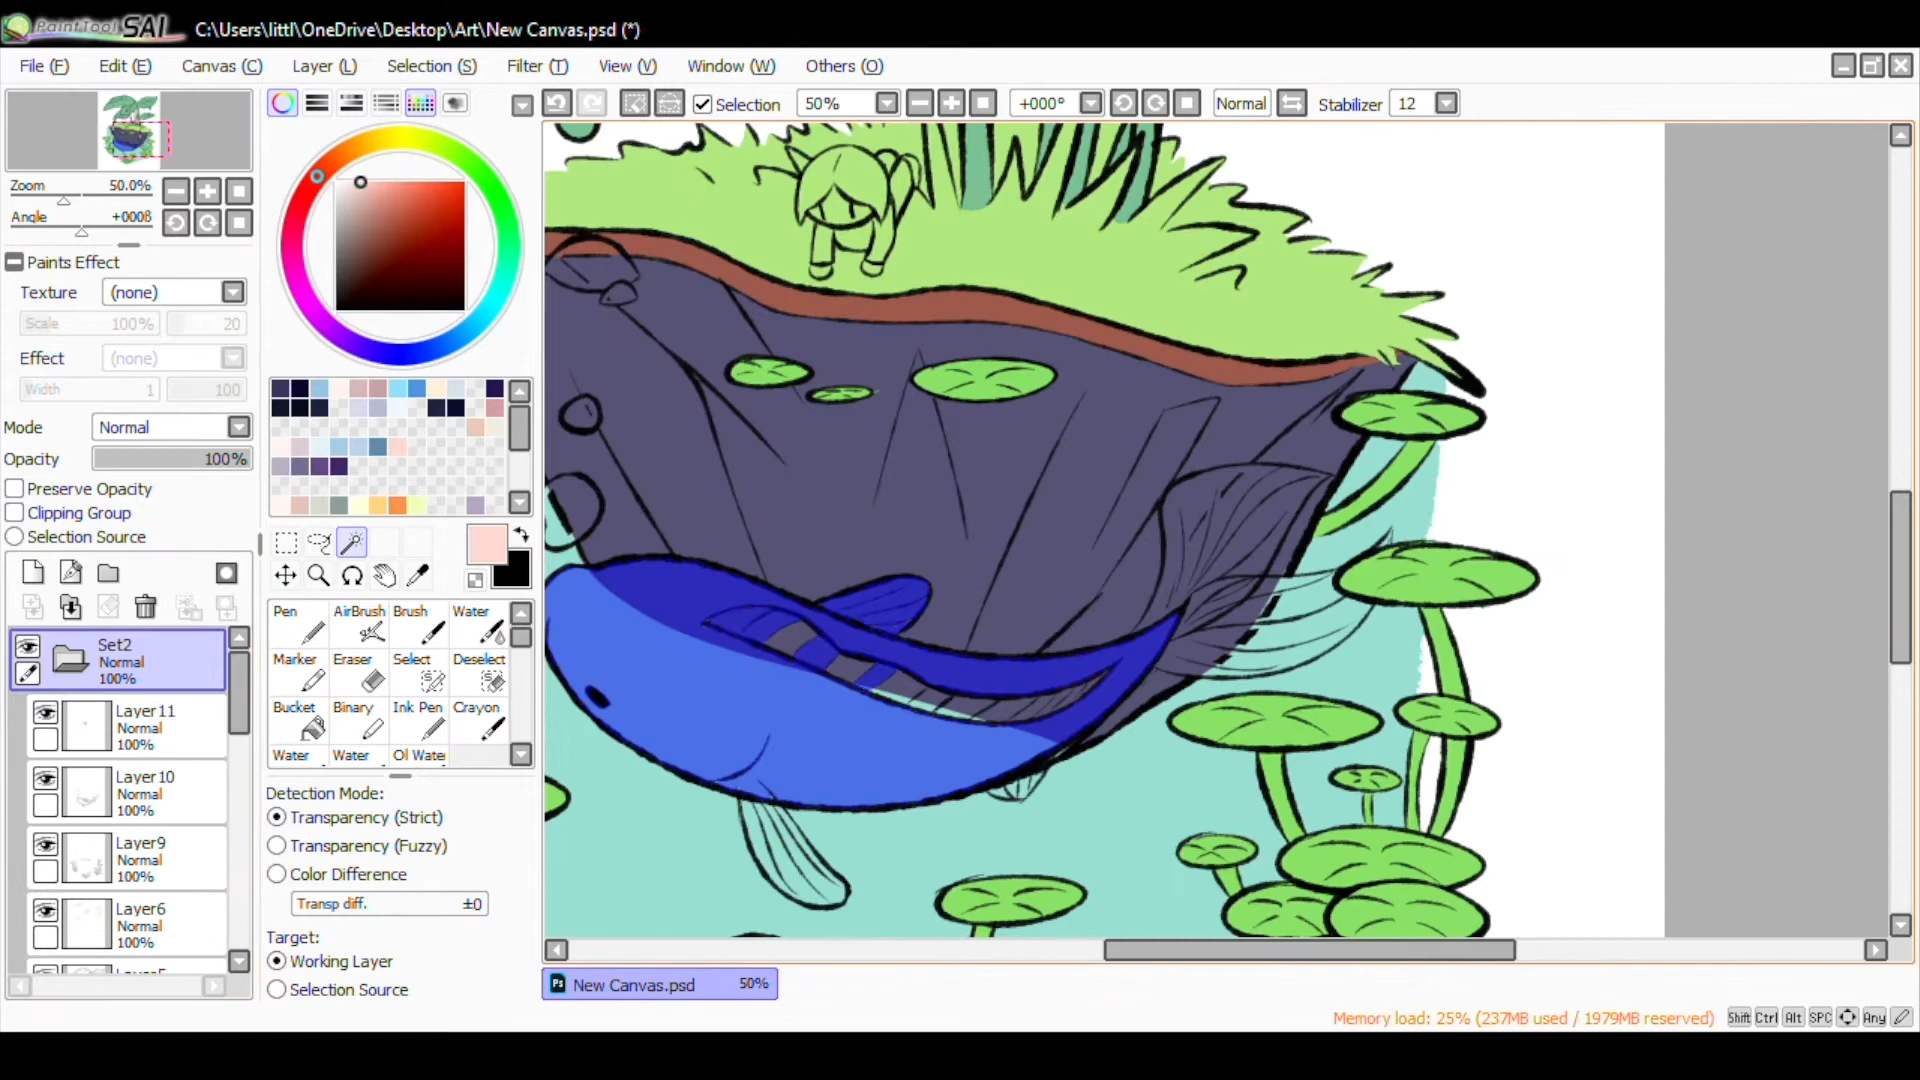 PaintTool SAI C:\Users\littl\OneDrive\Desktop\Art\New Canvas.psd (*)
File (F) Edit (E) Canvas (C) Layer (L) Selection (S) Filter (T) View (V) Window (W) Others (O)
Selection 50% +000° Normal Stabilizer 12
Zoom 50.0%
Angle
Paints Effect
Texture (none)
Scale 100% 20
Effect (none)
Width 1 100
Mode Normal
Opacity 100%
Preserve Opacity
Clipping Group
Selection Source
Set2
Normal
100%
Layer11
Normal
100%
Layer10
Normal
100%
Layer9
Normal
100%
Layer6
Normal
100%
Pen AirBrush Brush Water
Marker Eraser Select Deselect
Bucket Binary Ink Pen Crayon
Water Water Ol Wate
Detection Mode:
Transparency (Strict)
Transparency (Fuzzy)
Color Difference
Transp diff. ±0
Target:
Working Layer
Selection Source
Ps New Canvas.psd 50%
Memory load: 25% (237MB used / 1979MB reserved) Shift Ctrl Alt SPC Any